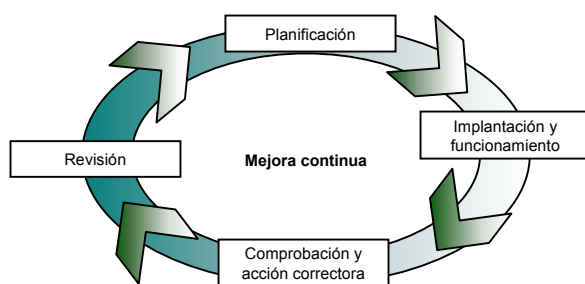 Planificación
Implantación y
funcionamiento
Revisión
Mejora continua
Comprobación y
acción correctora